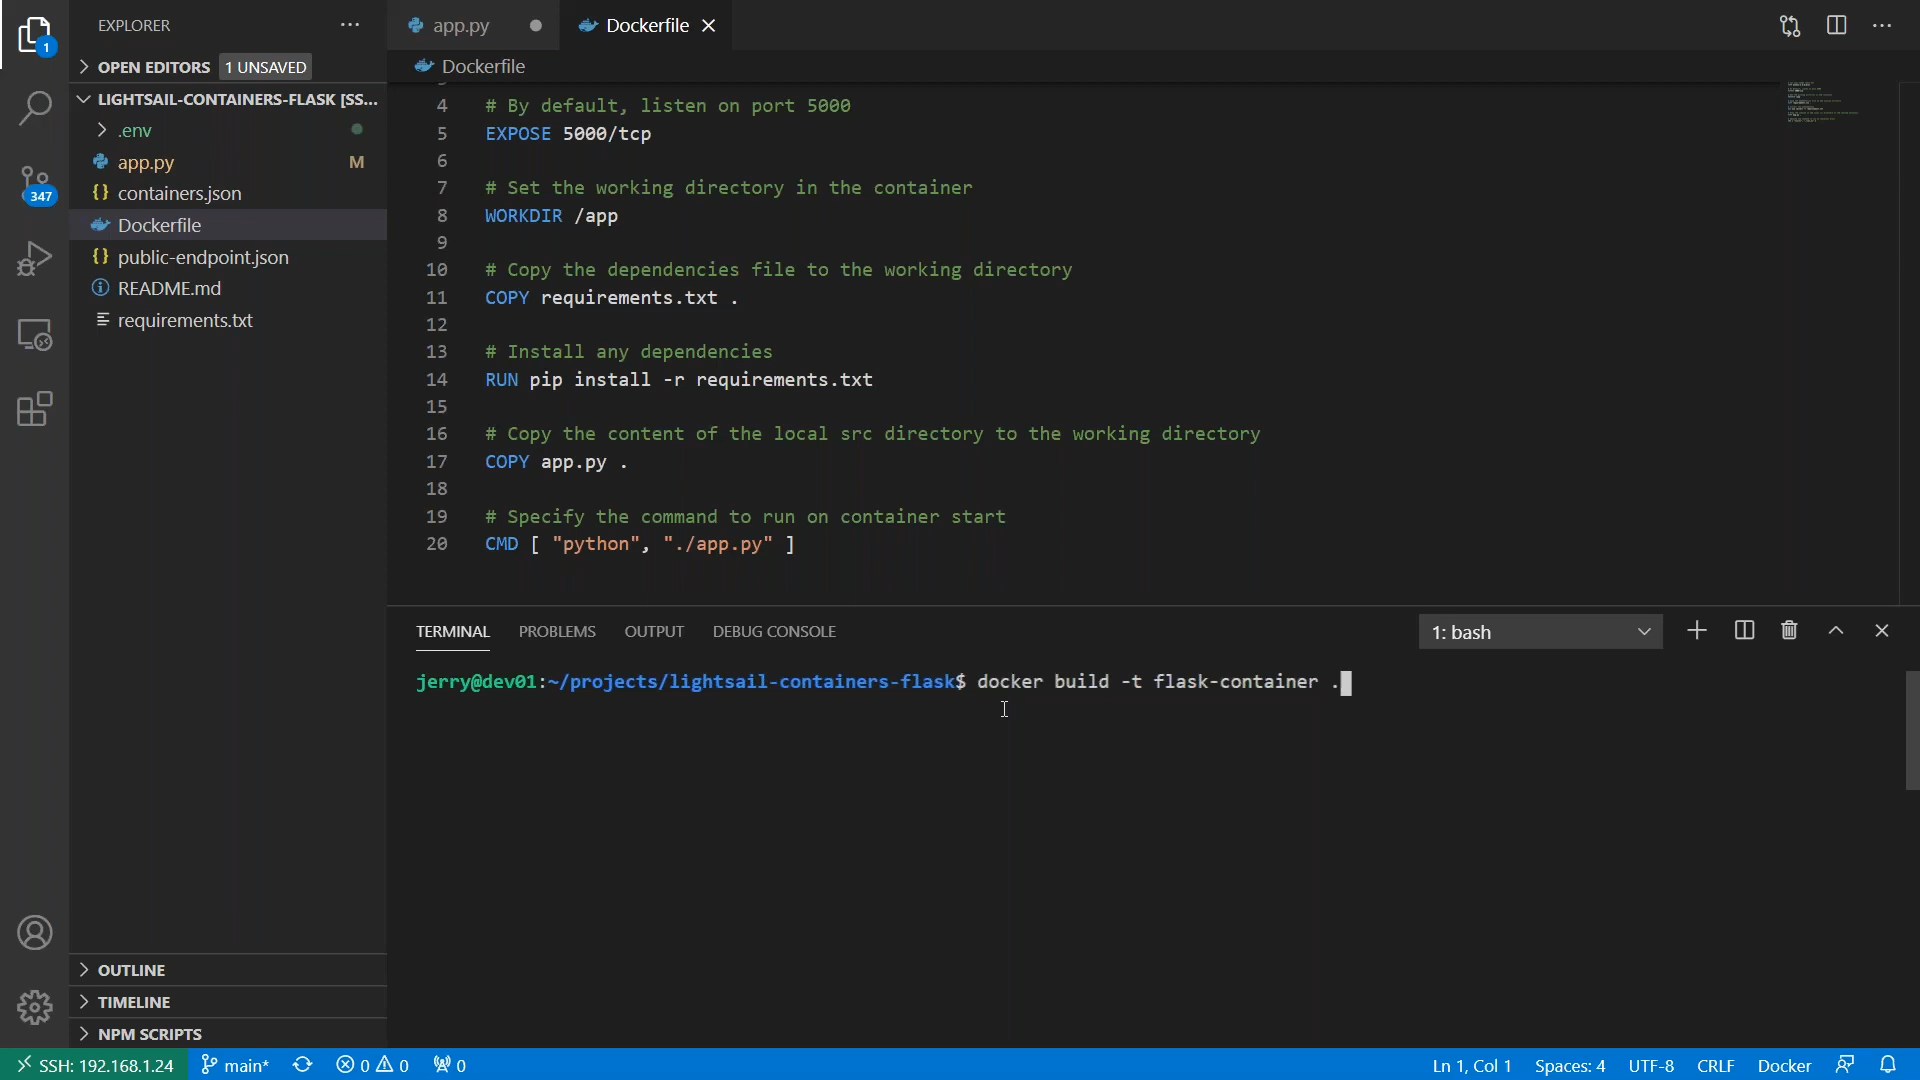 EXPLORER
OPEN EDITORS 1 UNSAVED
LIGHTSAIL-CONTAINERS-FLASK [SS...
.env
app.py M
containers.json
Dockerfile
public-endpoint.json
README.md
requirements.txt
OUTLINE
TIMELINE
NPM SCRIPTS
1
347
app.py
Dockerfile
Dockerfile
4 # By default, listen on port 5000
5 EXPOSE 5000/tcp
6
7 # Set the working directory in the container
8 WORKDIR /app
9
10 # Copy the dependencies file to the working directory
11 COPY requirements.txt .
12
13 # Install any dependencies
14 RUN pip install -r requirements.txt
15
16 # Copy the content of the local src directory to the working directory
17 COPY app.py .
18
19 # Specify the command to run on container start
20 CMD [ "python", "./app.py" ]
TERMINAL PROBLEMS OUTPUT DEBUG CONSOLE 1: bash
jerry@dev01:~/projects/lightsail-containers-flask$ docker build -t flask-container .
SSH: 192.168.1.24 main* 0 0 0 Ln 1, Col 1 Spaces: 4 UTF-8 CRLF Docker